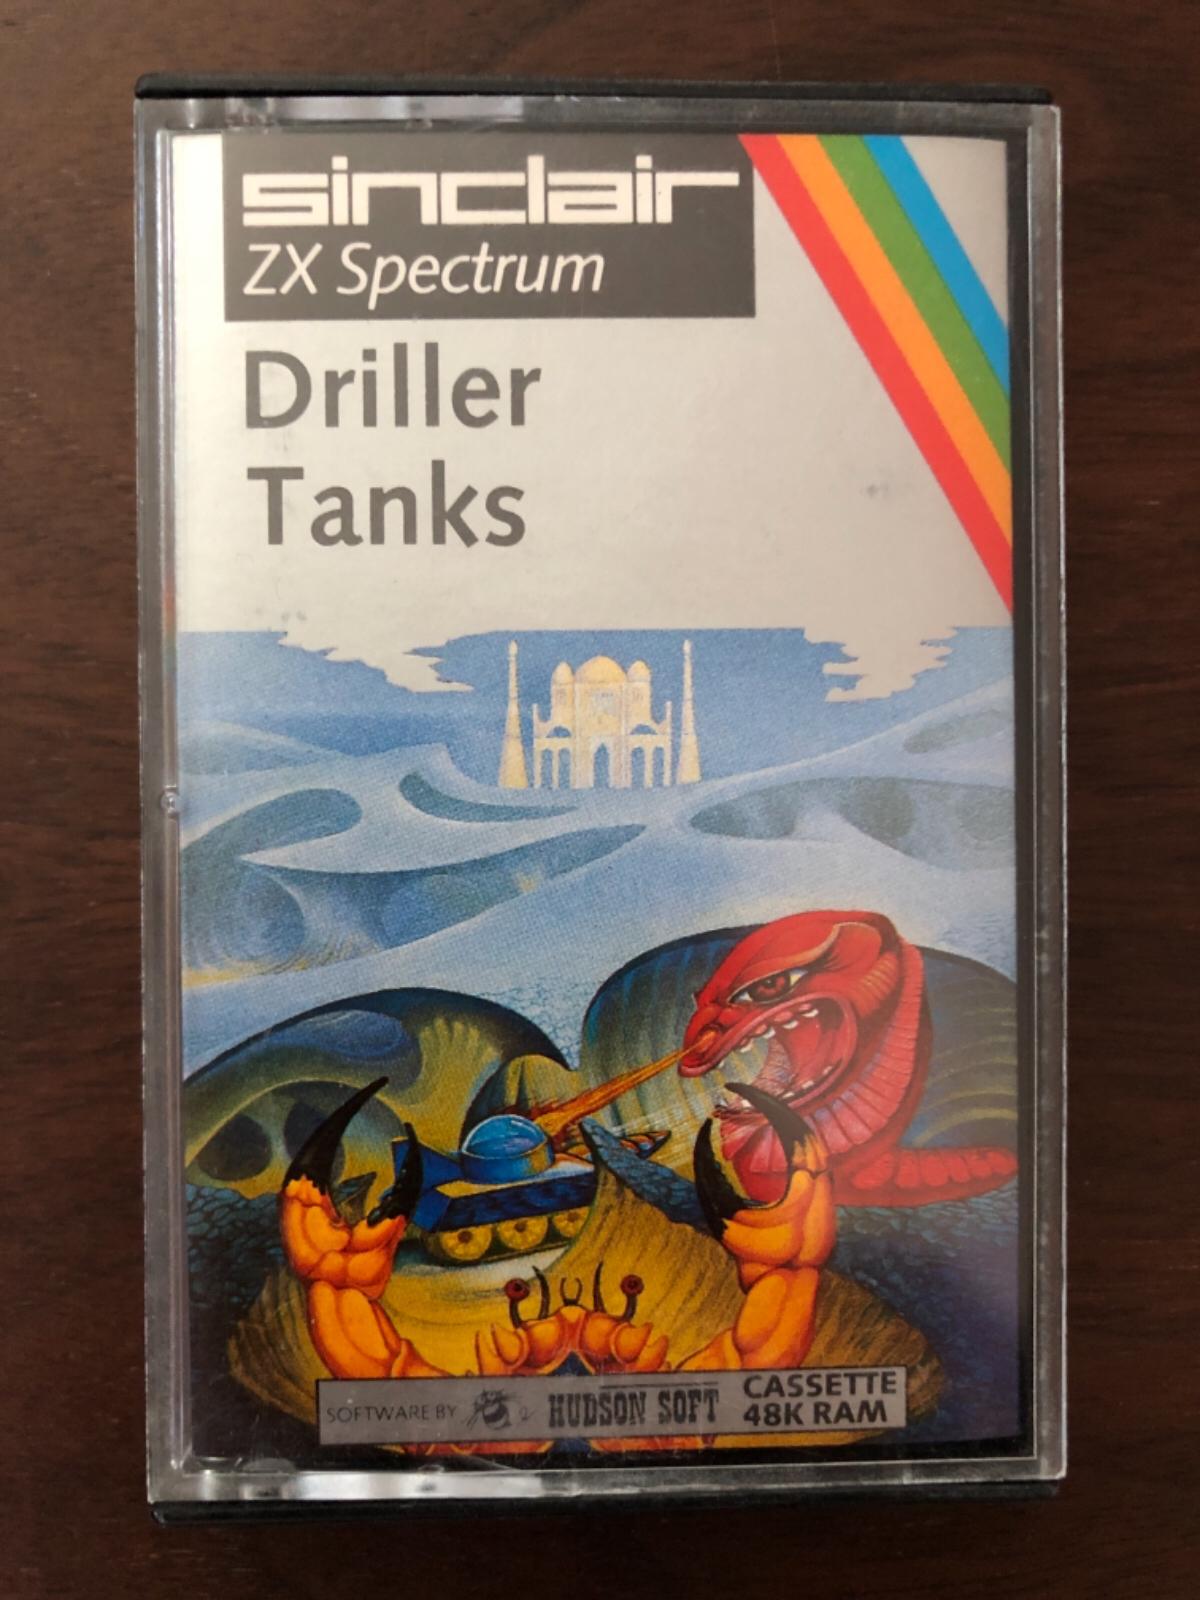 sinclair
ZX Spectrum
Driller
Tanks
SOFTWARE BY HUDSON SOFT
CASSETTE
48K RAM